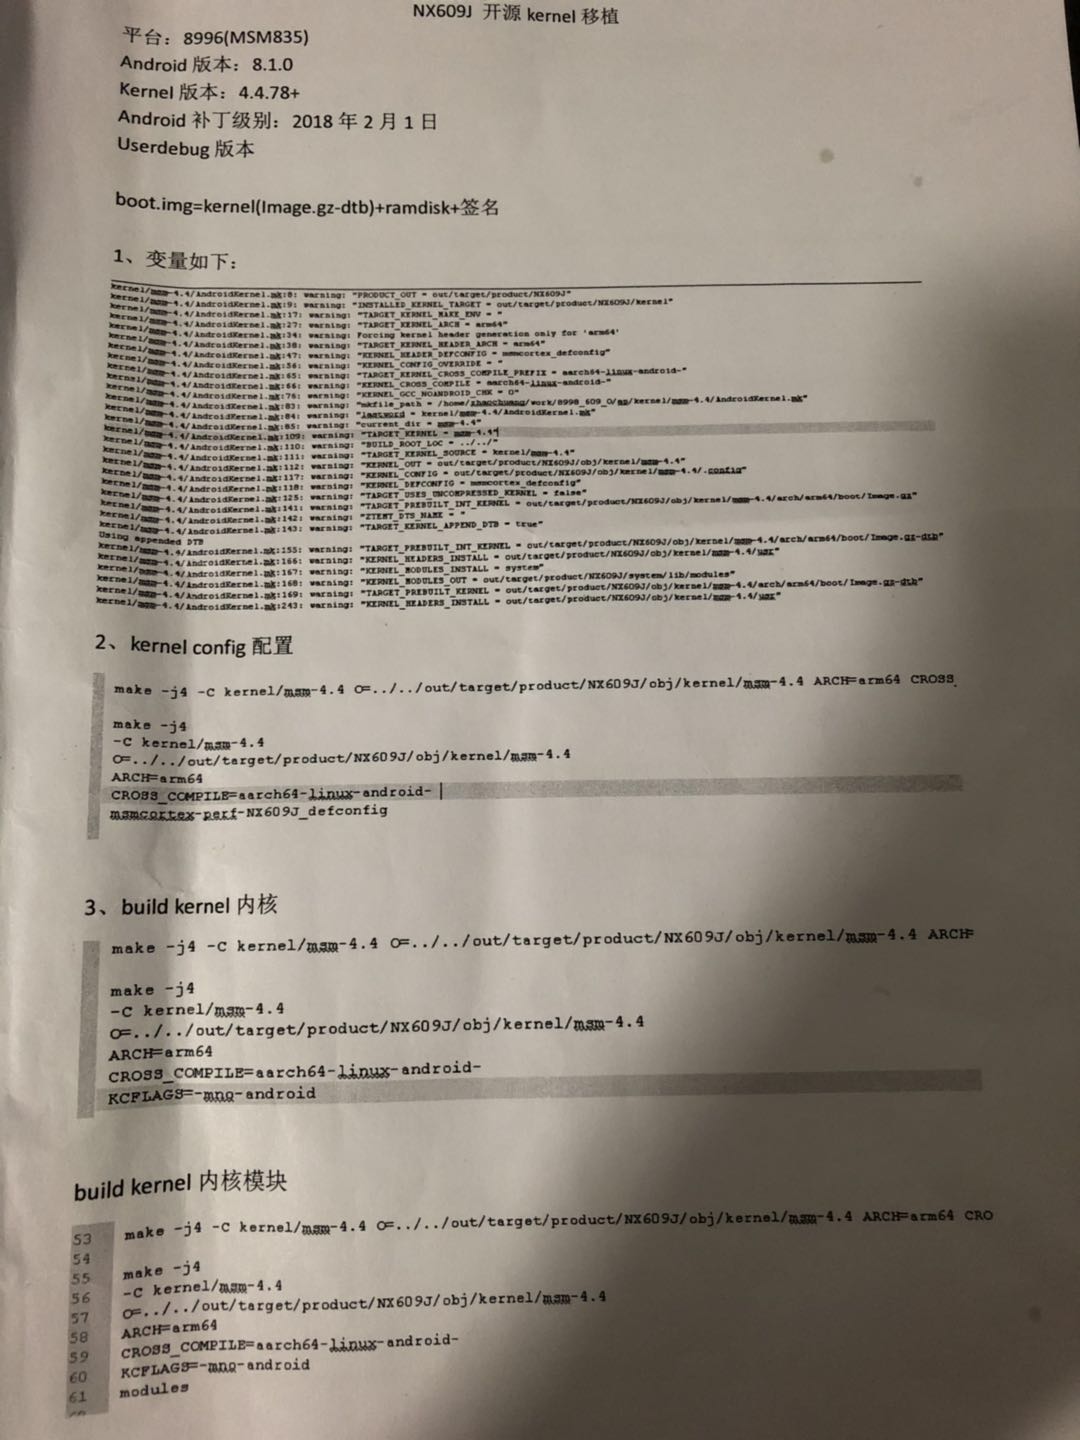 NX609J 开源 kernel 移植
平台：8996(MSM835)
Android 版本：8.1.0
Kernel 版本：4.4.78+
Android 补丁级别：2018 年 2 月 1 日
Userdebug 版本
boot.img=kernel(Image.gz-dtb)+ramdisk+签名
1、变量如下：
kernel/msm-4.4/AndroidKernel.mk:8: warning: "PRODUCT_OUT = out/target/product/NX609J"
kernel/msm-4.4/AndroidKernel.mk:9: warning: "INSTALLED_KERNEL_TARGET = out/target/product/NX609J/kernel"
kernel/msm-4.4/AndroidKernel.mk:17: warning: "TARGET_KERNEL_MAKE_ENV = "
kernel/msm-4.4/AndroidKernel.mk:27: warning: "TARGET_KERNEL_ARCH = arm64"
kernel/msm-4.4/AndroidKernel.mk:34: warning: Forcing kernel header generation only for 'arm64'
kernel/msm-4.4/AndroidKernel.mk:38: warning: "TARGET_KERNEL_HEADER_ARCH = arm64"
kernel/msm-4.4/AndroidKernel.mk:47: warning: "KERNEL_HEADER_DEFCONFIG = msmcortex_defconfig"
kernel/msm-4.4/AndroidKernel.mk:56: warning: "KERNEL_CONFIG_OVERRIDE = "
kernel/msm-4.4/AndroidKernel.mk:65: warning: "TARGET_KERNEL_CROSS_COMPILE_PREFIX = aarch64-linux-android-"
kernel/msm-4.4/AndroidKernel.mk:66: warning: "KERNEL_CROSS_COMPILE = aarch64-linux-android-"
kernel/msm-4.4/AndroidKernel.mk:76: warning: "KERNEL_GCC_NOANDROID_CHK = 0"
kernel/msm-4.4/AndroidKernel.mk:83: warning: "mkfile_path = /home/zhaochuang/work/8998_609_O/ap/kernel/msm-4.4/AndroidKernel.mk"
kernel/msm-4.4/AndroidKernel.mk:84: warning: "lastword = kernel/msm-4.4/AndroidKernel.mk"
kernel/msm-4.4/AndroidKernel.mk:85: warning: "current_dir = msm-4.4"
kernel/msm-4.4/AndroidKernel.mk:109: warning: "TARGET_KERNEL = msm-4.4"
kernel/msm-4.4/AndroidKernel.mk:110: warning: "BUILD_ROOT_LOC = ../../"
kernel/msm-4.4/AndroidKernel.mk:111: warning: "TARGET_KERNEL_SOURCE = kernel/msm-4.4"
kernel/msm-4.4/AndroidKernel.mk:112: warning: "KERNEL_OUT = out/target/product/NX609J/obj/kernel/msm-4.4"
kernel/msm-4.4/AndroidKernel.mk:117: warning: "KERNEL_CONFIG = out/target/product/NX609J/obj/kernel/msm-4.4/.config"
kernel/msm-4.4/AndroidKernel.mk:118: warning: "KERNEL_DEFCONFIG = msmcortex_defconfig"
kernel/msm-4.4/AndroidKernel.mk:125: warning: "TARGET_USES_UNCOMPRESSED_KERNEL = false"
kernel/msm-4.4/AndroidKernel.mk:141: warning: "TARGET_PREBUILT_INT_KERNEL = out/target/product/NX609J/obj/kernel/msm-4.4/arch/arm64/boot/Image.gz"
kernel/msm-4.4/AndroidKernel.mk:142: warning: "ZTEMT_DTS_NAME = "
kernel/msm-4.4/AndroidKernel.mk:143: warning: "TARGET_KERNEL_APPEND_DTB = true"
Using appended DTB
kernel/msm-4.4/AndroidKernel.mk:155: warning: "TARGET_PREBUILT_INT_KERNEL = out/target/product/NX609J/obj/kernel/msm-4.4/arch/arm64/boot/Image.gz-dtb"
kernel/msm-4.4/AndroidKernel.mk:166: warning: "KERNEL_HEADERS_INSTALL = out/target/product/NX609J/obj/kernel/msm-4.4/usr"
kernel/msm-4.4/AndroidKernel.mk:167: warning: "KERNEL_MODULES_INSTALL = system"
kernel/msm-4.4/AndroidKernel.mk:168: warning: "KERNEL_MODULES_OUT = out/target/product/NX609J/system/lib/modules"
kernel/msm-4.4/AndroidKernel.mk:169: warning: "TARGET_PREBUILT_KERNEL = out/target/product/NX609J/obj/kernel/msm-4.4/arch/arm64/boot/Image.gz-dtb"
kernel/msm-4.4/AndroidKernel.mk:243: warning: "KERNEL_HEADERS_INSTALL = out/target/product/NX609J/obj/kernel/msm-4.4/usr"
2、kernel config 配置
make -j4 -C kernel/msm-4.4 O=../../out/target/product/NX609J/obj/kernel/msm-4.4 ARCH=arm64 CROSS_
make -j4
-C kernel/msm-4.4
O=../../out/target/product/NX609J/obj/kernel/msm-4.4
ARCH=arm64
CROSS_COMPILE=aarch64-linux-android-
msmcortex-perf-NX609J_defconfig
3、build kernel 内核
make -j4 -C kernel/msm-4.4 O=../../out/target/product/NX609J/obj/kernel/msm-4.4 ARCH=
make -j4
-C kernel/msm-4.4
O=../../out/target/product/NX609J/obj/kernel/msm-4.4
ARCH=arm64
CROSS_COMPILE=aarch64-linux-android-
KCFLAGS=-mno-android
build kernel 内核模块
53 make -j4 -C kernel/msm-4.4 O=../../out/target/product/NX609J/obj/kernel/msm-4.4 ARCH=arm64 CRO
54
55 make -j4
56 -C kernel/msm-4.4
57 O=../../out/target/product/NX609J/obj/kernel/msm-4.4
58 ARCH=arm64
59 CROSS_COMPILE=aarch64-linux-android-
60 KCFLAGS=-mno-android
61 modules